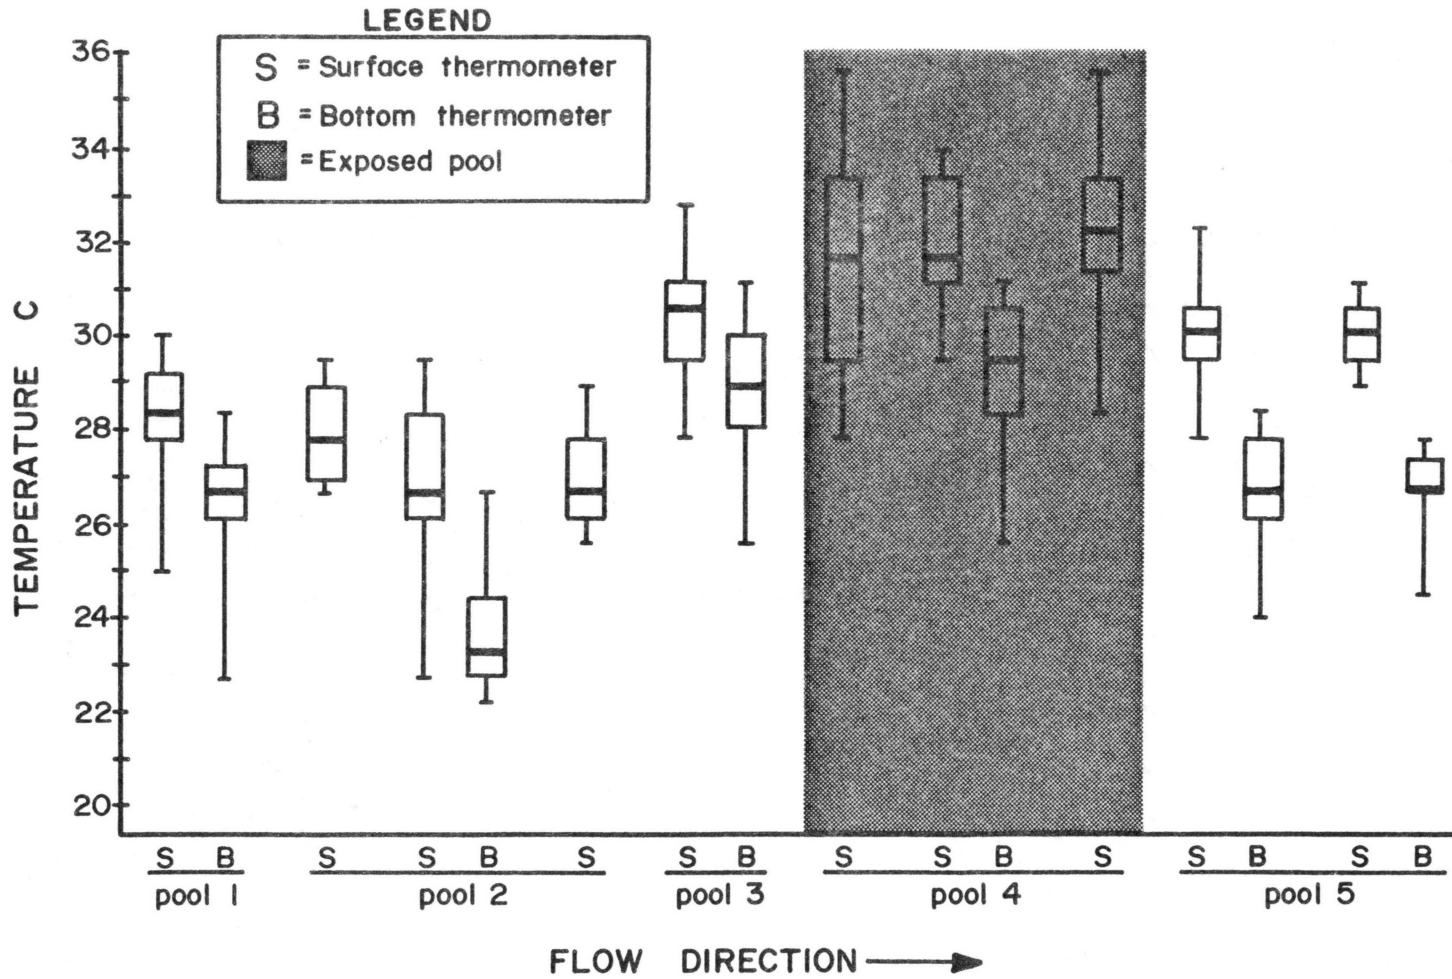 LEGEND
S = Surface thermometer
B = Bottom thermometer
= Exposed pool
36
34
32
30
28
26
24
22
20
TEMPERATURE C
S B S S B S S B S S B S S B S B
pool 1 pool 2 pool 3 pool 4 pool 5
FLOW DIRECTION